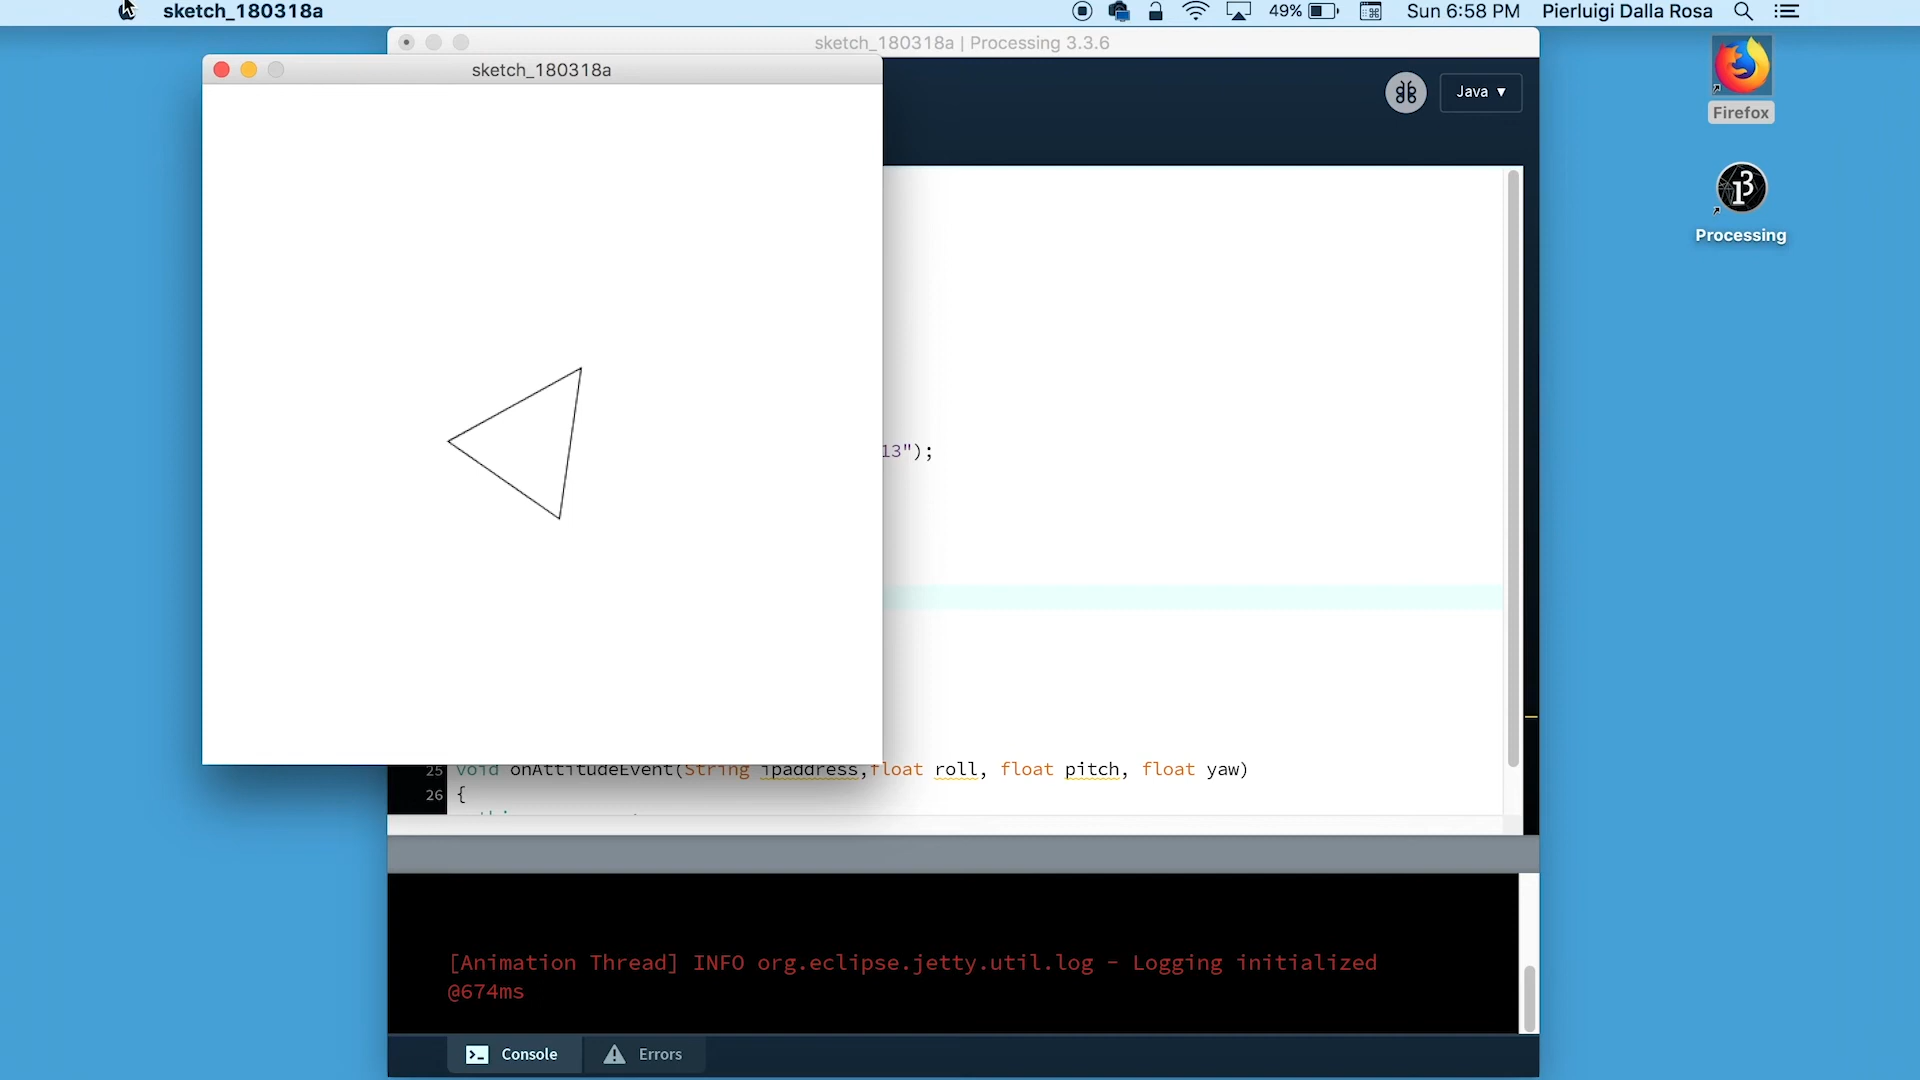 sketch_180318a
49%
Sun 6:58 PM
Pierluigi Dalla Rosa
sketch_180318a | Processing 3.3.6
sketch_180318a
Java
Firefox
Processing
13");
25 void onAttitudeEvent(String ipaddress,float roll, float pitch, float yaw)
26 {
[Animation Thread] INFO org.eclipse.jetty.util.log – Logging initialized
@674ms
Console
Errors